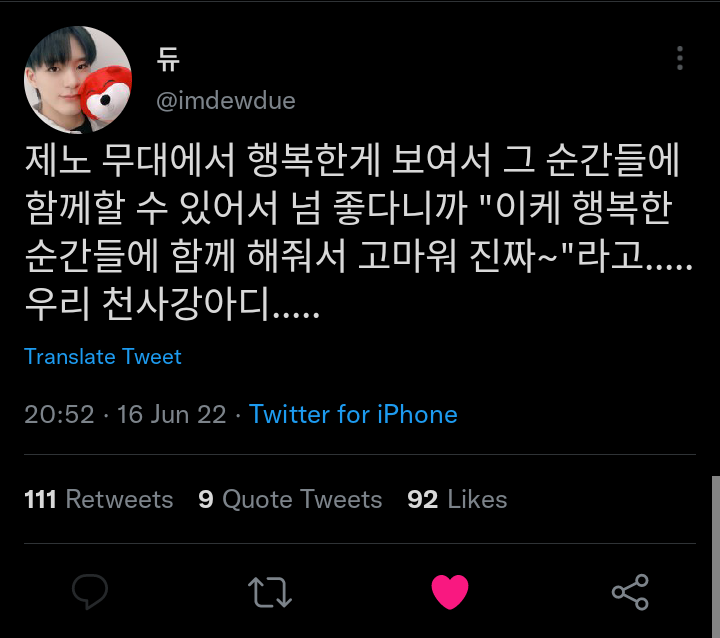 듀
@imdewdue
제노 무대에서 행복한게 보여서 그 순간들에
함께할 수 있어서 넘 좋다니까 "이케 행복한
순간들에 함께 해줘서 고마워 진짜~"라고.....
우리 천사강아디.....
Translate Tweet
20:52 · 16 Jun 22 · Twitter for iPhone
111 Retweets 9 Quote Tweets 92 Likes